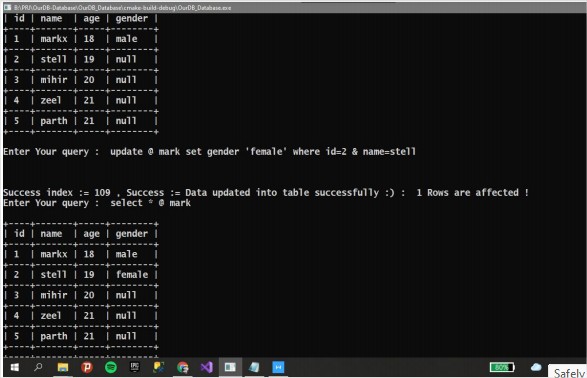 B:\PRJ\OurDB-Database\OurDB_Database\cmake-build-debug\OurDB_Database.exe
| id | name | age | gender |
+----+-------+-----+--------+
| 1 | markx | 18 | male |
+----+-------+-----+--------+
| 2 | stell | 19 | null |
+----+-------+-----+--------+
| 3 | mihir | 20 | null |
+----+-------+-----+--------+
| 4 | zeel | 21 | null |
+----+-------+-----+--------+
| 5 | parth | 21 | null |
+----+-------+-----+--------+
Enter Your query : update @ mark set gender 'female' where id=2 & name=stell
Success index := 109 , Success := Data updated into table successfully :) : 1 Rows are affected !
Enter Your query : select * @ mark
+----+-------+-----+--------+
| id | name | age | gender |
+----+-------+-----+--------+
| 1 | markx | 18 | male |
+----+-------+-----+--------+
| 2 | stell | 19 | female |
+----+-------+-----+--------+
| 3 | mihir | 20 | null |
+----+-------+-----+--------+
| 4 | zeel | 21 | null |
+----+-------+-----+--------+
| 5 | parth | 21 | null |
+----+-------+-----+--------+
80%
Safely